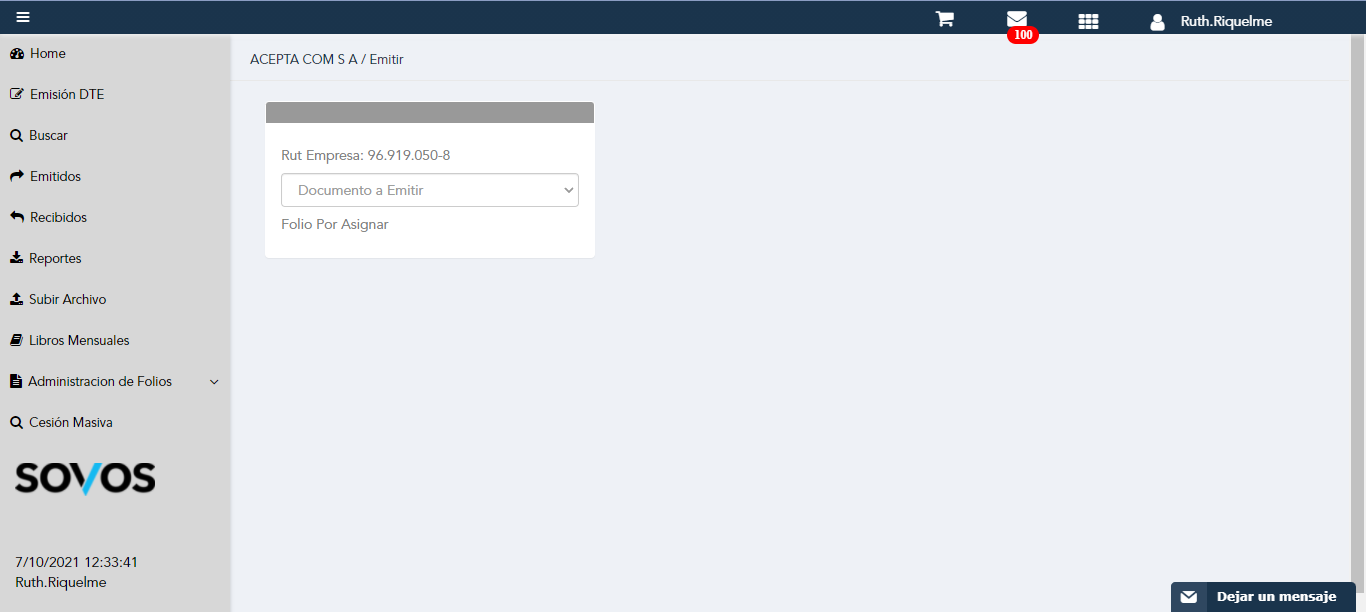 Ruth.Riquelme
100
Home
Emisión DTE
Buscar
Emitidos
Recibidos
Reportes
Subir Archivo
Libros Mensuales
Administracion de Folios
Cesión Masiva
SOVOS
7/10/2021 12:33:41
Ruth.Riquelme
ACEPTA COM S A / Emitir
Rut Empresa: 96.919.050-8
Documento a Emitir
Folio Por Asignar
Dejar un mensaje